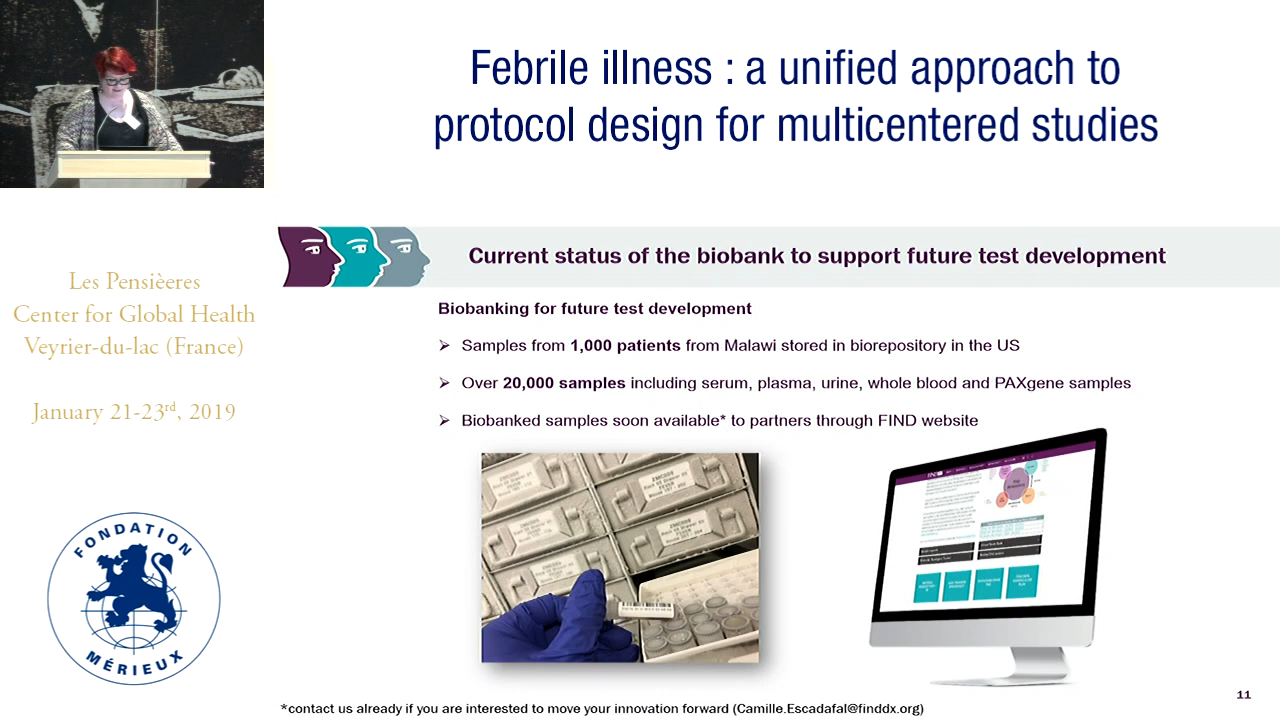 Febrile illness : a unified approach to
protocol design for multicentered studies
Les Pensièeres
Center for Global Health
Veyrier-du-lac (France)
January 21-23rd, 2019
FONDATION
MÉRIEUX
Current status of the biobank to support future test development
Biobanking for future test development
➢ Samples from 1,000 patients from Malawi stored in biorepository in the US
➢ Over 20,000 samples including serum, plasma, urine, whole blood and PAXgene samples
➢ Biobanked samples soon available* to partners through FIND website
*contact us already if you are interested to move your innovation forward (Camille.Escadafal@finddx.org)
11